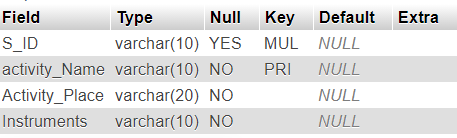 Field Type Null Key Default Extra
S_ID varchar(10) YES MUL NULL
activity_Name varchar(10) NO PRI NULL
Activity_Place varchar(20) NO NULL
Instruments varchar(10) NO NULL